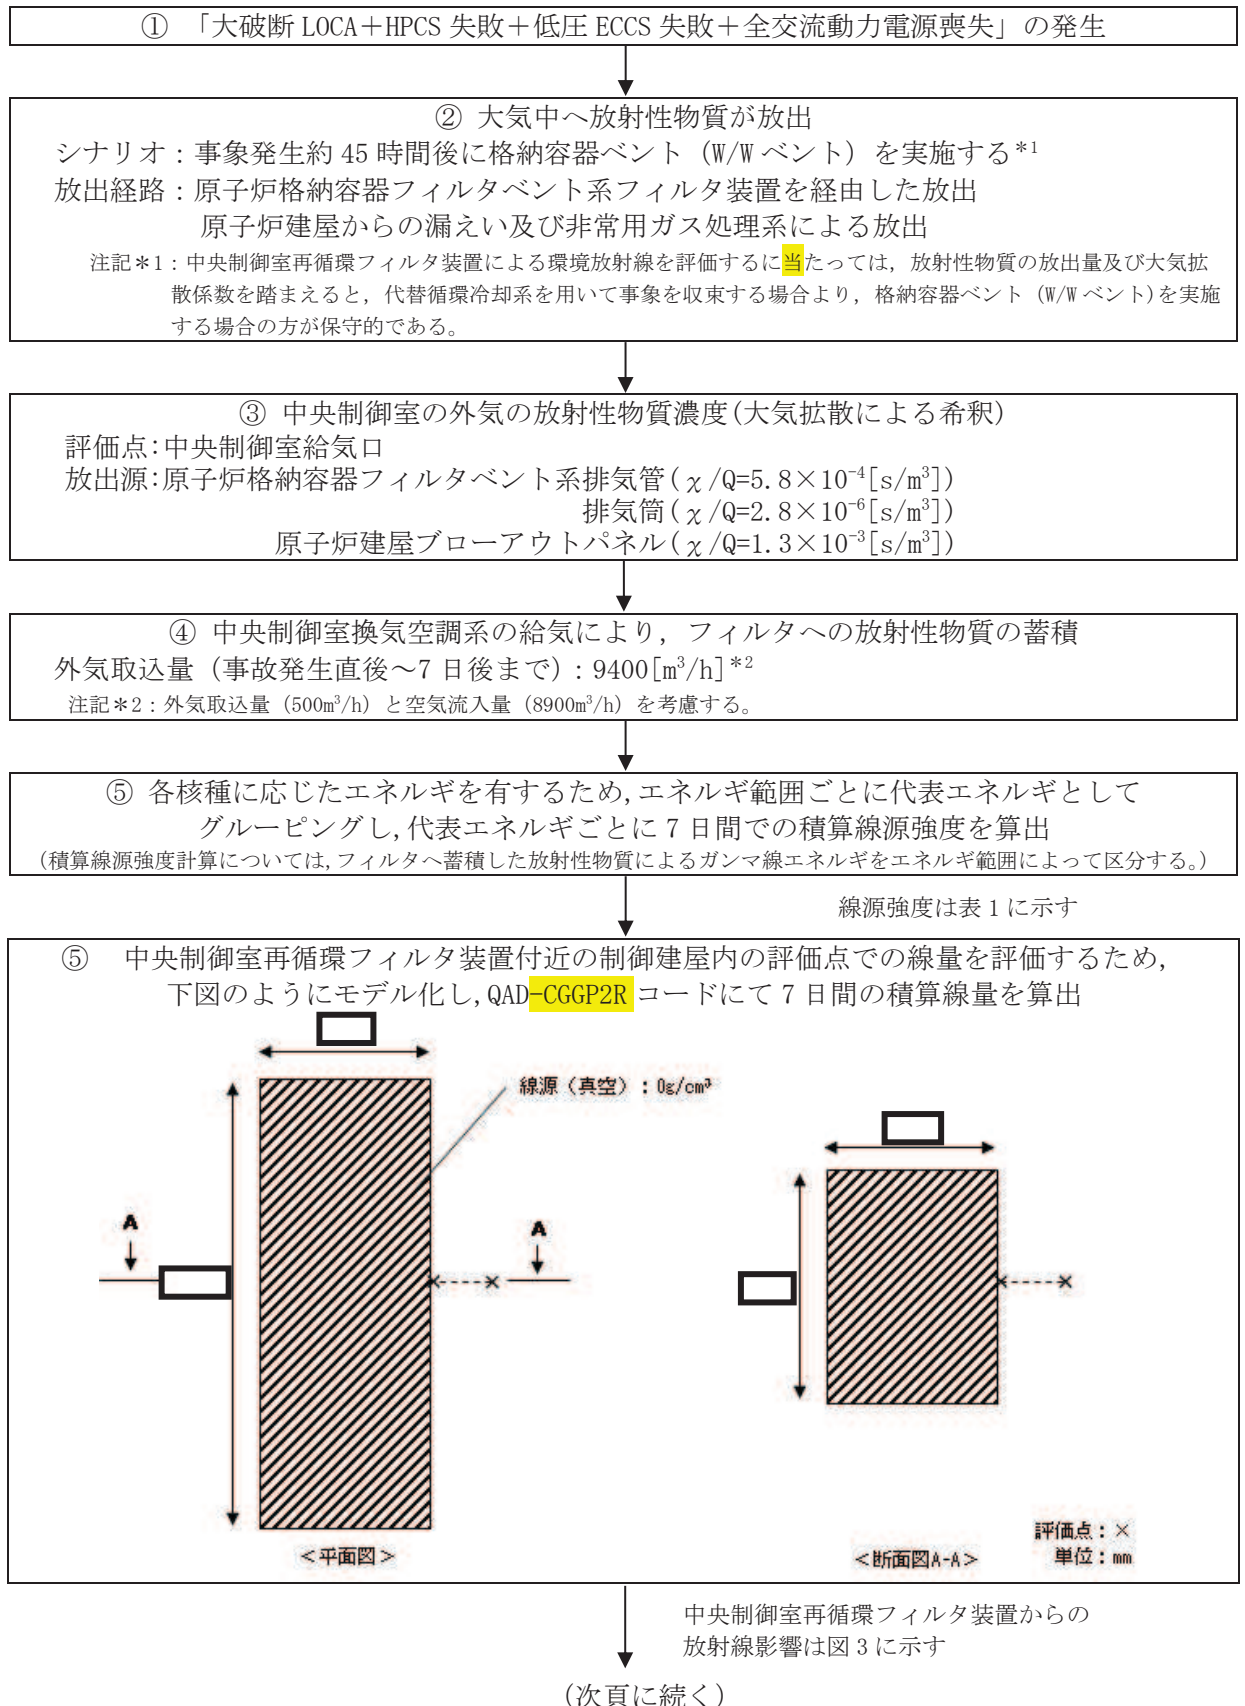 ① 「大破断 LOCA＋HPCS 失敗＋低圧 ECCS 失敗＋全交流動力電源喪失」の発生
② 大気中へ放射性物質が放出
シナリオ：事象発生約 45 時間後に格納容器ベント（W/W ベント）を実施する*1
放出経路：原子炉格納容器フィルタベント系フィルタ装置を経由した放出
原子炉建屋からの漏えい及び非常用ガス処理系による放出
注記＊1：中央制御室再循環フィルタ装置による環境放射線を評価するに当たっては，放射性物質の放出量及び大気拡
散係数を踏まえると，代替循環冷却系を用いて事象を収束する場合より，格納容器ベント（W/W ベント）を実施
する場合の方が保守的である。
③ 中央制御室の外気の放射性物質濃度(大気拡散による希釈)
評価点:中央制御室給気口
放出源:原子炉格納容器フィルタベント系排気管(χ/Q=5.8×10⁻⁴[s/m³])
排気筒(χ/Q=2.8×10⁻⁶[s/m³])
原子炉建屋ブローアウトパネル(χ/Q=1.3×10⁻³[s/m³])
④ 中央制御室換気空調系の給気により，フィルタへの放射性物質の蓄積
外気取込量（事故発生直後～7 日後まで）：9400[m³/h]*2
注記＊2：外気取込量（500m³/h）と空気流入量（8900m³/h）を考慮する。
⑤ 各核種に応じたエネルギを有するため,エネルギ範囲ごとに代表エネルギとして
グルーピングし,代表エネルギごとに 7 日間での積算線源強度を算出
(積算線源強度計算については,フィルタへ蓄積した放射性物質によるガンマ線エネルギをエネルギ範囲によって区分する。)
線源強度は表 1 に示す
⑤ 中央制御室再循環フィルタ装置付近の制御建屋内の評価点での線量を評価するため,
下図のようにモデル化し,QAD-CGGP2R コードにて 7 日間の積算線量を算出
線源（真空）：0g/cm³
A
A
＜平面図＞
＜断面図A-A＞
評価点：×
単位：mm
中央制御室再循環フィルタ装置からの
放射線影響は図 3 に示す
(次頁に続く)